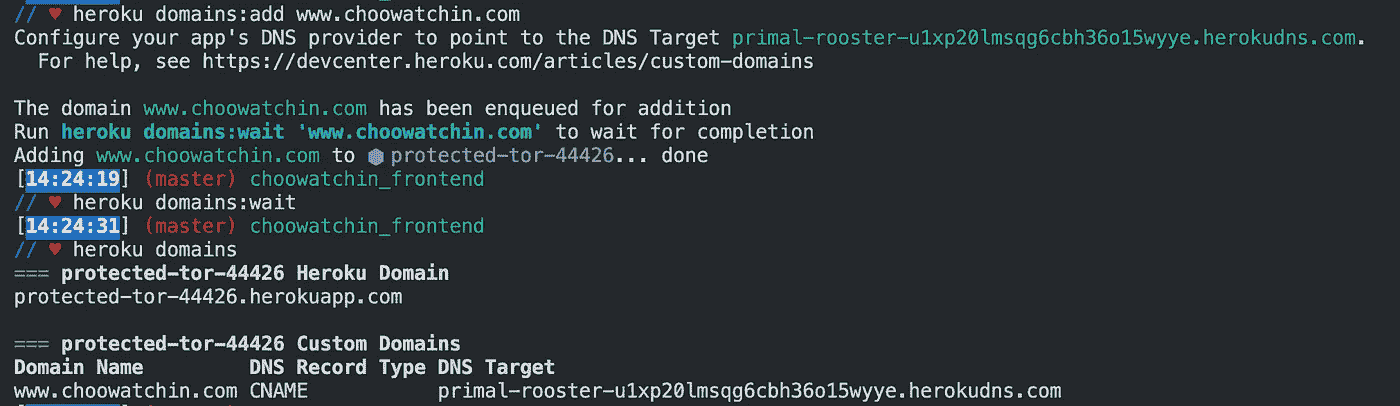 // ♥ heroku domains:add www.choowatchin.com
Configure your app's DNS provider to point to the DNS Target primal-rooster-u1xp20lmsqg6cbh36o15wyye.herokudns.com.
  For help, see https://devcenter.heroku.com/articles/custom-domains

The domain www.choowatchin.com has been enqueued for addition
Run heroku domains:wait 'www.choowatchin.com' to wait for completion
Adding www.choowatchin.com to ⬢ protected-tor-44426... done
[14:24:19] (master) choowatchin_frontend
// ♥ heroku domains:wait
[14:24:31] (master) choowatchin_frontend
// ♥ heroku domains
=== protected-tor-44426 Heroku Domain
protected-tor-44426.herokuapp.com

=== protected-tor-44426 Custom Domains
Domain Name         DNS Record Type DNS Target
www.choowatchin.com CNAME           primal-rooster-u1xp20lmsqg6cbh36o15wyye.herokudns.com